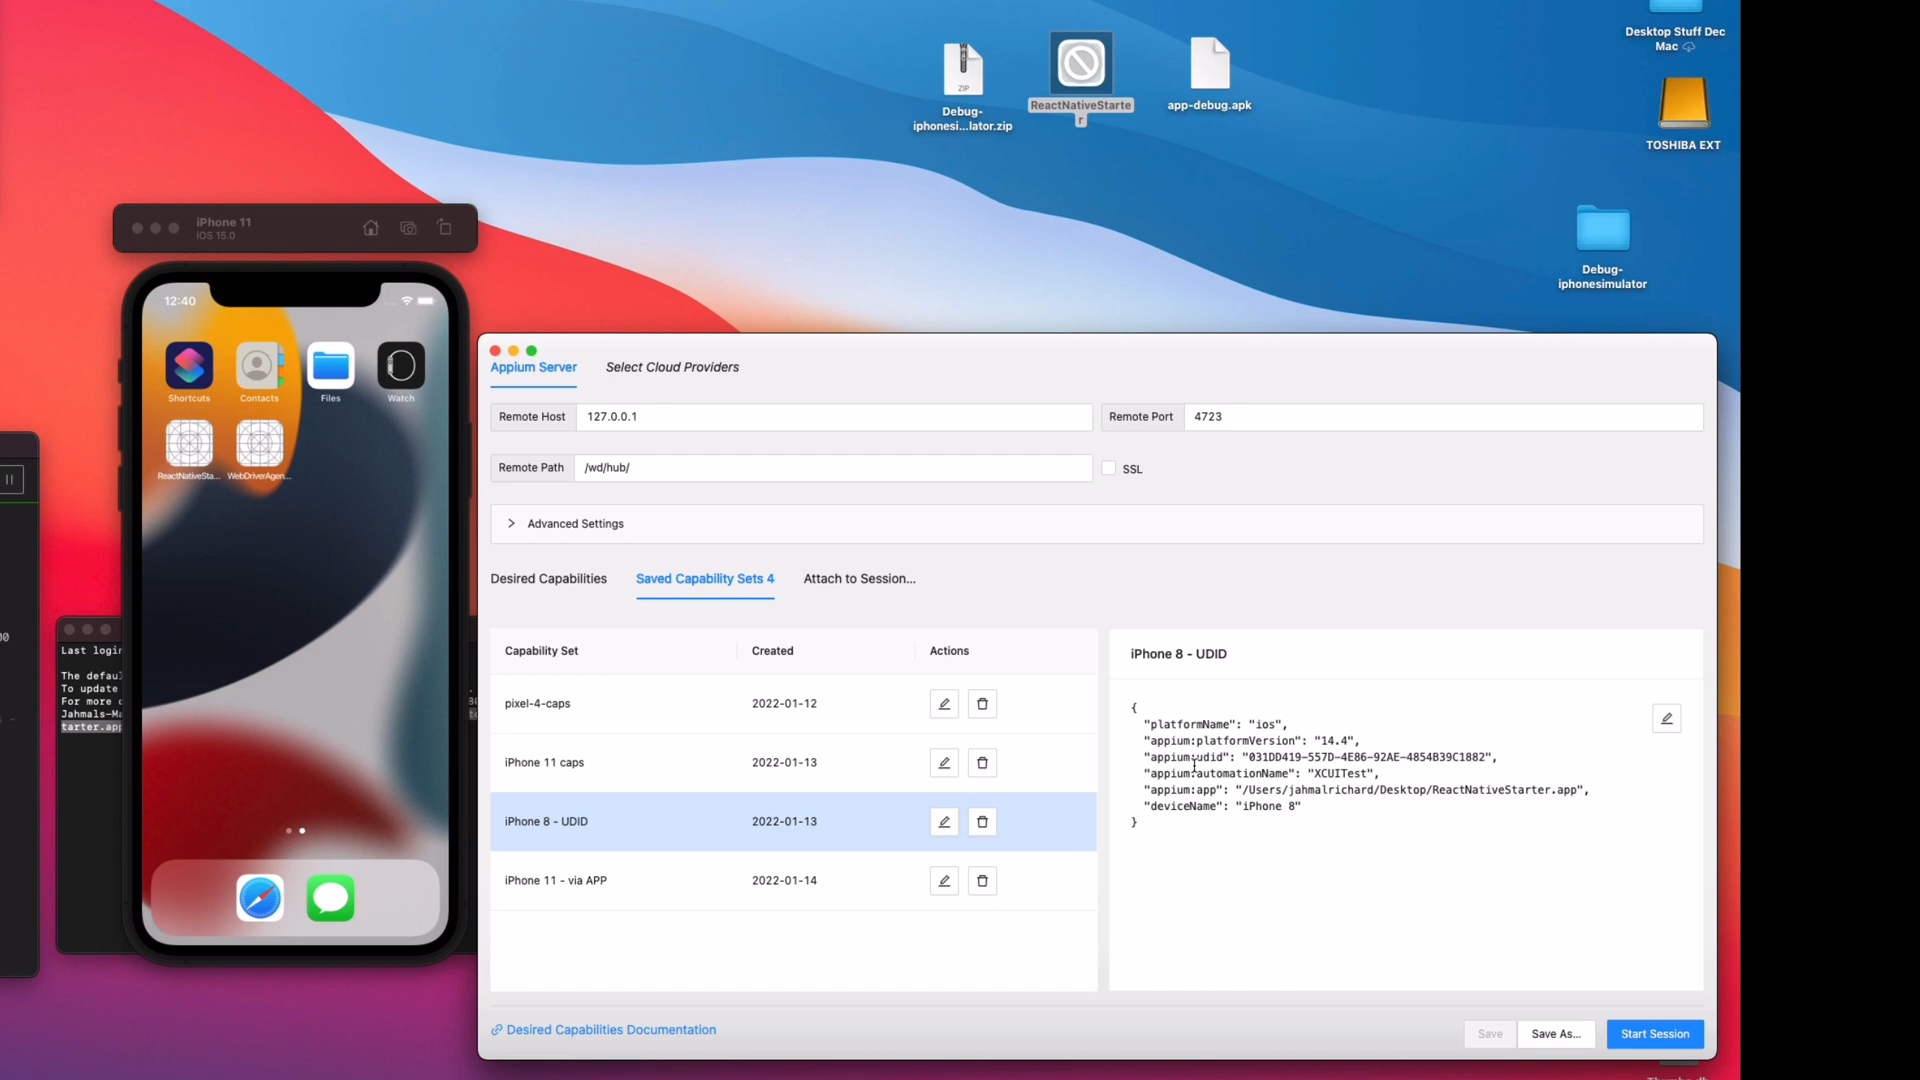 Desktop Stuff Dec
Mac
ZIP
Debug-
iphonesi...lator.zip
ReactNativeStarte
r
app-debug.apk
TOSHIBA EXT
Debug-
iphonesimulator
iPhone 11
iOS 15.0
12:40
Shortcuts
Contacts
Files
Watch
ReactNativeSta...
WebDriverAgen...
Last login
The defau
To update
For more
Jahmals-Ma
tarter.app
Appium Server
Select Cloud Providers
Remote Host
127.0.0.1
Remote Port
4723
Remote Path
/wd/hub/
SSL
Advanced Settings
Desired Capabilities
Saved Capability Sets 4
Attach to Session...
Capability Set
Created
Actions
pixel-4-caps
2022-01-12
iPhone 11 caps
2022-01-13
iPhone 8 - UDID
2022-01-13
iPhone 11 - via APP
2022-01-14
iPhone 8 - UDID
{
"platformName": "ios",
"appium:platformVersion": "14.4",
"appium:udid": "031DD419-557D-4E86-92AE-4854B39C1882",
"appium:automationName": "XCUITest",
"appium:app": "/Users/jahmalrichard/Desktop/ReactNativeStarter.app",
"deviceName": "iPhone 8"
}
Desired Capabilities Documentation
Save
Save As...
Start Session